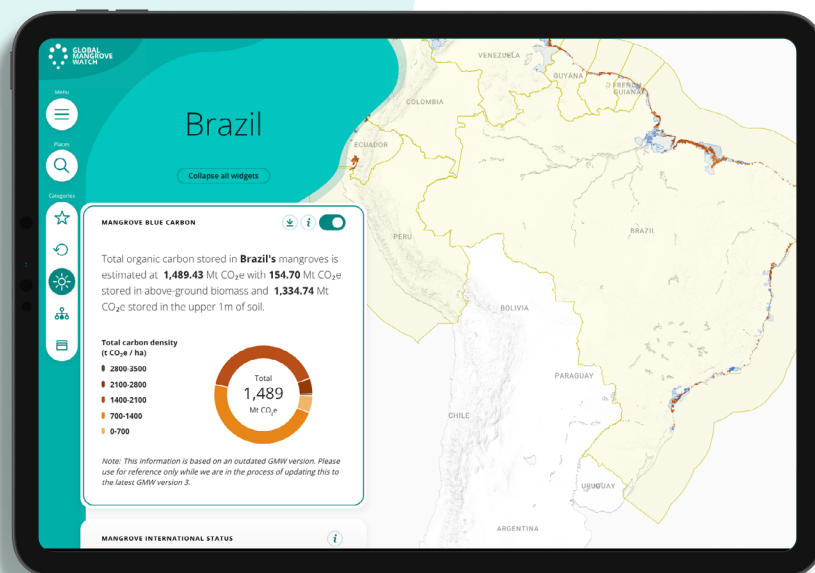 GLOBAL
MANGROVE
WATCH
Menu
Places
Categories
Brazil
Collapse all widgets
MANGROVE BLUE CARBON
Total organic carbon stored in Brazil's mangroves is
estimated at 1,489.43 Mt CO₂e with 154.70 Mt CO₂e
stored in above-ground biomass and 1,334.74 Mt
CO₂e stored in the upper 1m of soil.
Total carbon density
(t CO₂e / ha)
2800-3500
2100-2800
1400-2100
700-1400
0-700
Total
1,489
Mt CO₂e
Note: This information is based on an outdated GMW version. Please
use for reference only while we are in the process of updating this to
the latest GMW version 3.
MANGROVE INTERNATIONAL STATUS
VENEZUELA
GUYANA
FRENCH
GUIANA
COLOMBIA
ECUADOR
PERU
BRAZIL
BOLIVIA
PARAGUAY
CHILE
URUGUAY
ARGENTINA